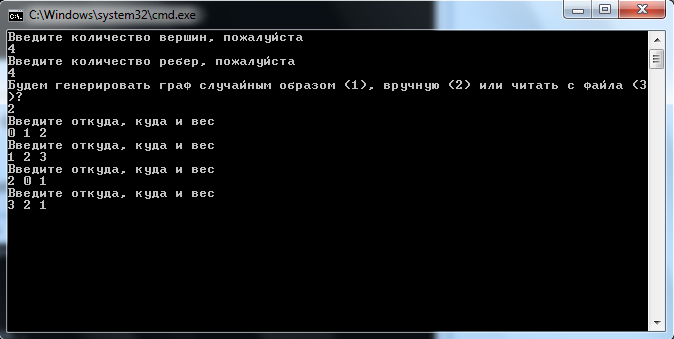 C:\Windows\system32\cmd.exe
Введите количество вершин, пожалуйста
4
Введите количество ребер, пожалуйста
4
Будем генерировать граф случайным образом (1), вручную (2) или читать с файла (3
)?
2
Введите откуда, куда и вес
0 1 2
Введите откуда, куда и вес
1 2 3
Введите откуда, куда и вес
2 0 1
Введите откуда, куда и вес
3 2 1